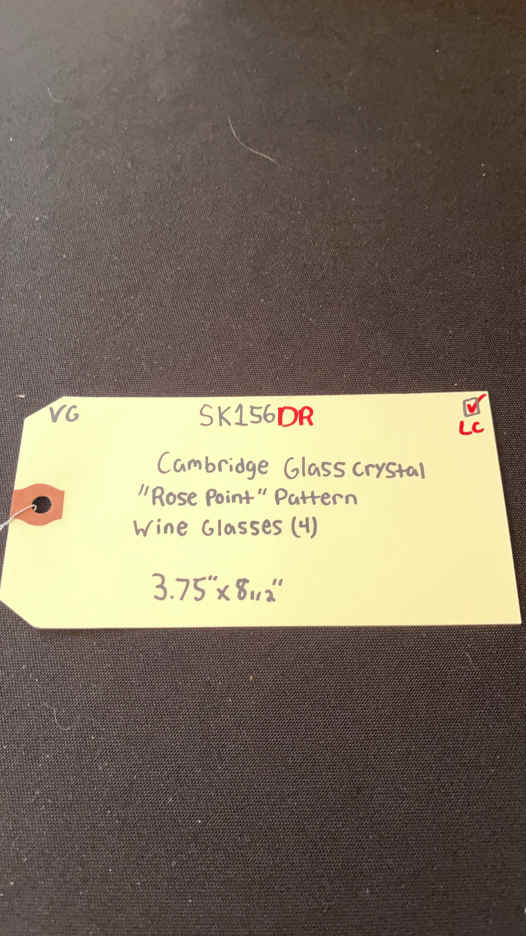 VG SK156DR ☑
LC
Cambridge Glass Crystal
"Rose Point" Pattern
Wine Glasses (4)
3.75" x 8 1/2"